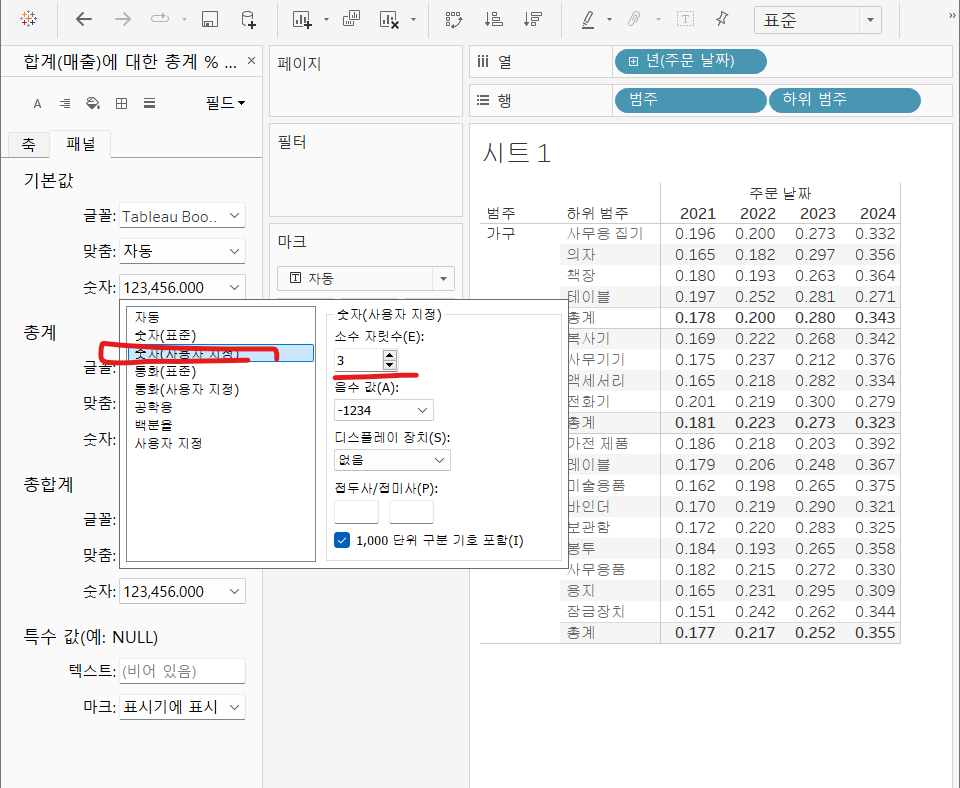 표준
합계(매출)에 대한 총계 % ...
필드
축
패널
기본값
글꼴: Tableau Boo..
맞춤: 자동
숫자: 123,456.000
총계
글꼴:
맞춤:
숫자:
총합계
글꼴:
맞춤:
숫자: 123,456.000
특수 값(예: NULL)
텍스트: (비어 있음)
마크: 표시기에 표시
자동
숫자(표준)
숫자(사용자 지정)
통화(표준)
통화(사용자 지정)
공학용
백분율
사용자 지정
숫자(사용자 지정)
소수 자릿수(E):
3
음수 값(A):
-1234
디스플레이 장치(S):
없음
접두사/접미사(P):
1,000 단위 구분 기호 포함(I)
페이지
필터
마크
자동
열
년(주문 날짜)
행
범주
하위 범주
시트 1
주문 날짜
범주 하위 범주 2021 2022 2023 2024
가구 사무용 집기 0.196 0.200 0.273 0.332
의자 0.165 0.182 0.297 0.356
책장 0.180 0.193 0.263 0.364
테이블 0.197 0.252 0.281 0.271
총계 0.178 0.200 0.280 0.343
복사기 0.169 0.222 0.268 0.342
사무기기 0.175 0.237 0.212 0.376
액세서리 0.165 0.218 0.282 0.334
전화기 0.201 0.219 0.300 0.279
총계 0.181 0.223 0.273 0.323
가전 제품 0.186 0.218 0.203 0.392
레이블 0.179 0.206 0.248 0.367
미술용품 0.162 0.198 0.265 0.375
바인더 0.170 0.219 0.290 0.321
보관함 0.172 0.220 0.283 0.325
봉투 0.184 0.193 0.265 0.358
사무용품 0.182 0.215 0.272 0.330
용지 0.165 0.231 0.295 0.309
잠금장치 0.151 0.242 0.262 0.344
총계 0.177 0.217 0.252 0.355